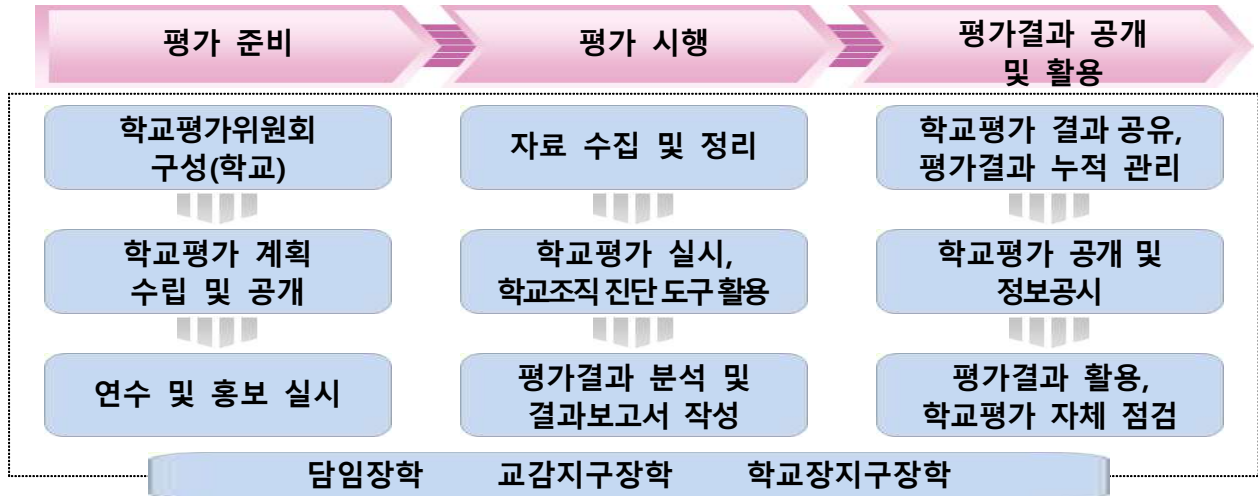 평가 준비
평가 시행
평가결과 공개
및 활용
학교평가위원회
구성(학교)
학교평가 계획
수립 및 공개
연수 및 홍보 실시
자료 수집 및 정리
학교평가 실시,
학교조직 진단 도구 활용
평가결과 분석 및
결과보고서 작성
학교평가 결과 공유,
평가결과 누적 관리
학교평가 공개 및
정보공시
평가결과 활용,
학교평가 자체 점검
담임장학 교감지구장학 학교장지구장학